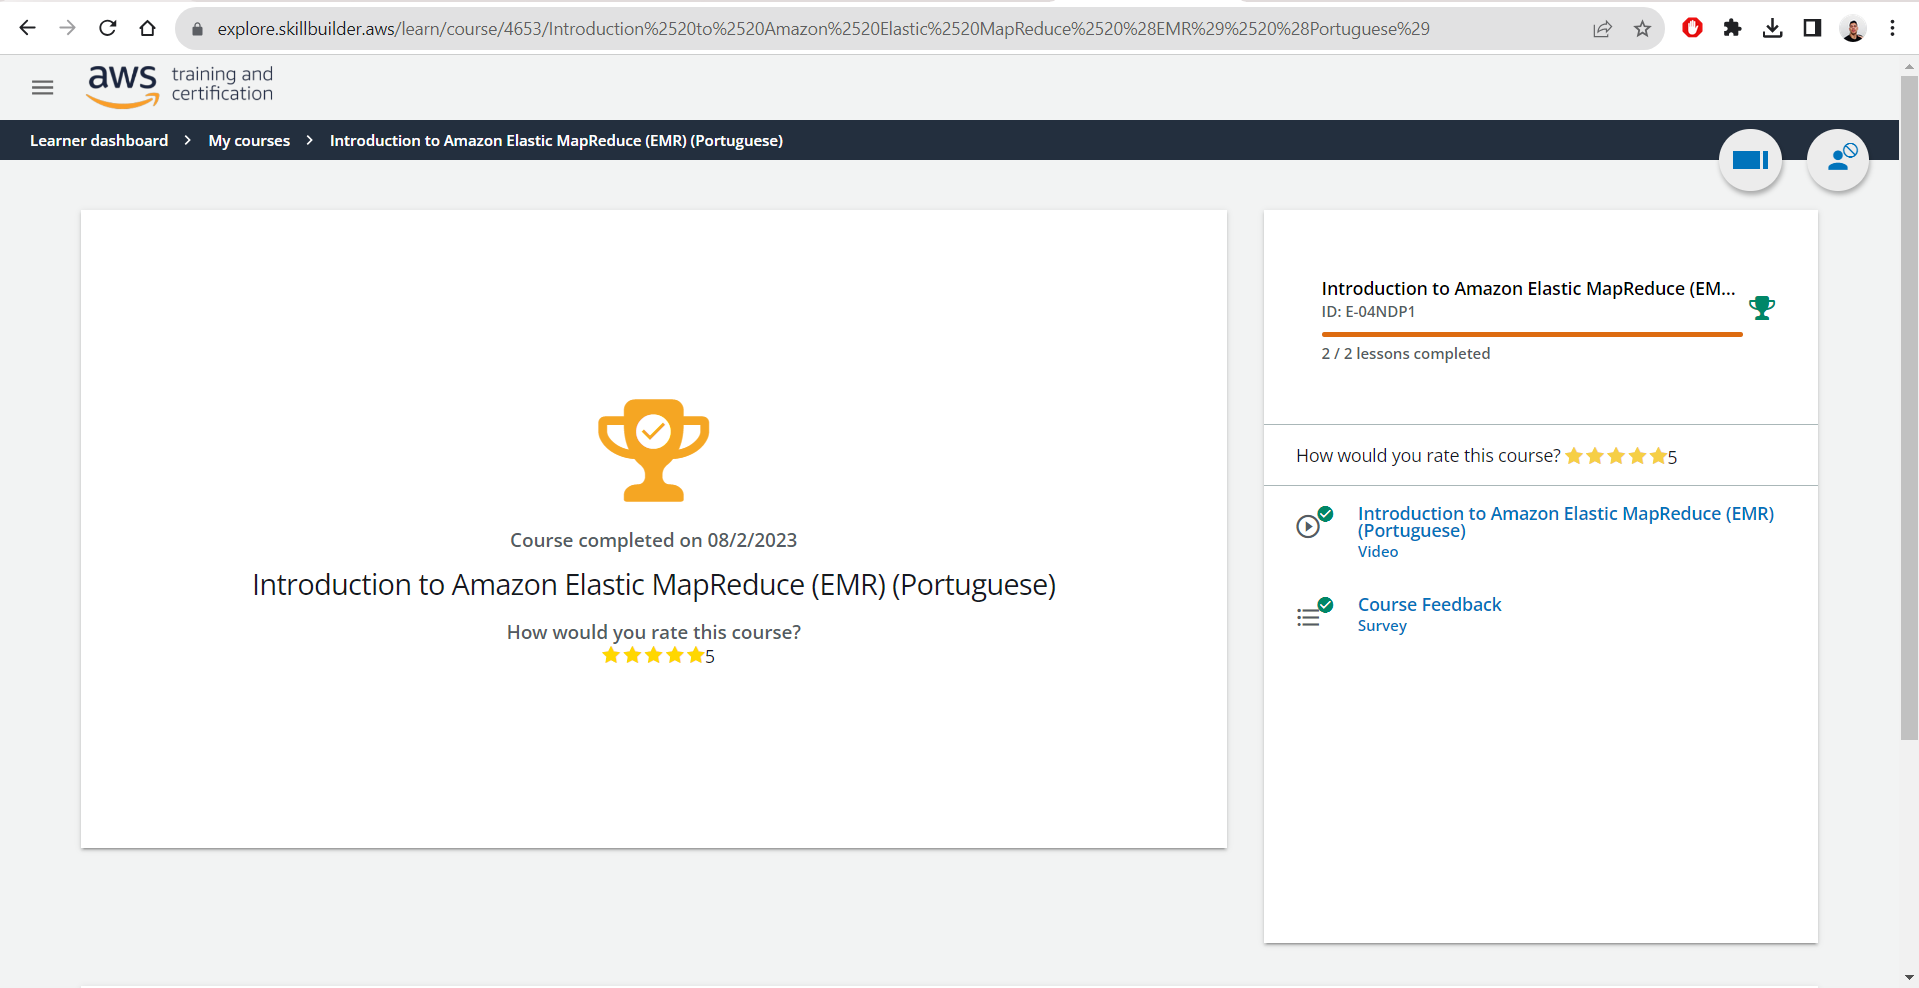 explore.skillbuilder.aws/learn/course/4653/Introduction%2520to%2520Amazon%2520Elastic%2520MapReduce%2520%28EMR%29%2520%28Portuguese%29
aws training and
certification
Learner dashboard > My courses > Introduction to Amazon Elastic MapReduce (EMR) (Portuguese)
Course completed on 08/2/2023
Introduction to Amazon Elastic MapReduce (EMR) (Portuguese)
How would you rate this course?
5
Introduction to Amazon Elastic MapReduce (EM...
ID: E-04NDP1
2 / 2 lessons completed
How would you rate this course? 5
Introduction to Amazon Elastic MapReduce (EMR)
(Portuguese)
Video
Course Feedback
Survey